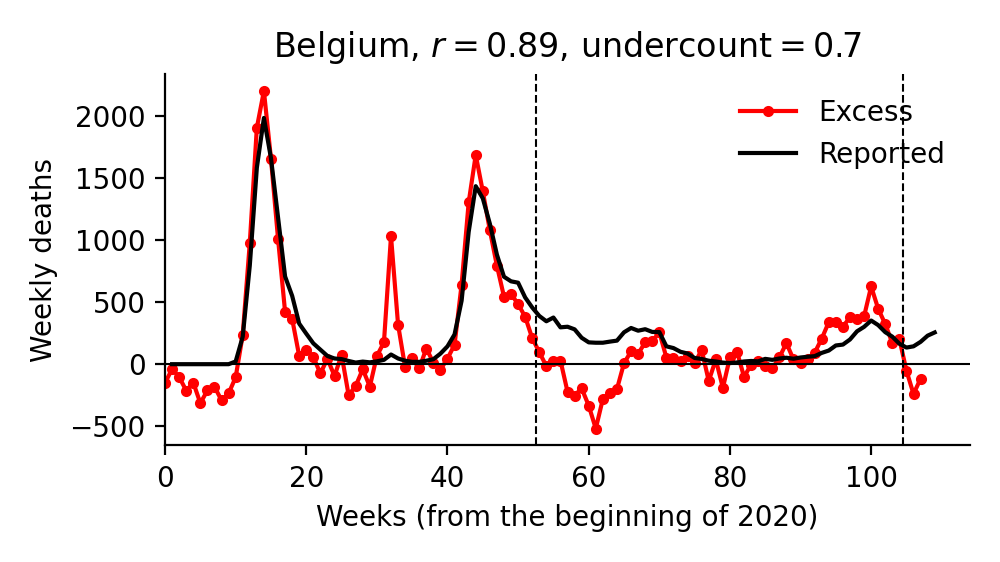 Belgium, r = 0.89, undercount = 0.7
Excess
Reported
Weekly deaths
2000
1500
1000
500
0
−500
0 20 40 60 80 100
Weeks (from the beginning of 2020)